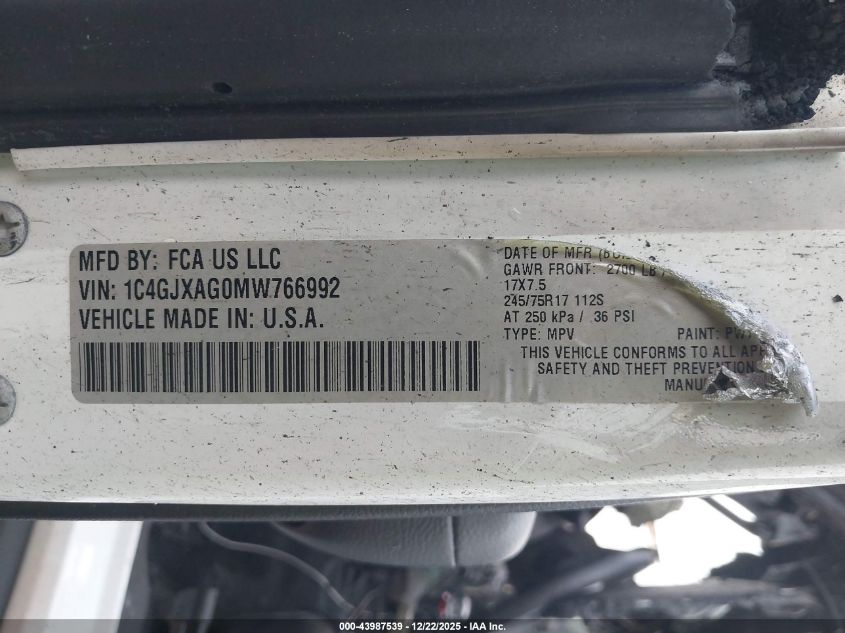 MFD BY: FCA US LLC
VIN: 1C4GJXAG0MW766992
VEHICLE MADE IN: U.S.A.
DATE OF MFR
GAWR FRONT: 2700 LB
17X7.5
245/75R17 112S
AT 250 kPa / 36 PSI
TYPE: MPV PAINT:
THIS VEHICLE CONFORMS TO ALL
SAFETY AND THEFT PREVENTION
000-43987539 - 12/22/2025 - IAA Inc.